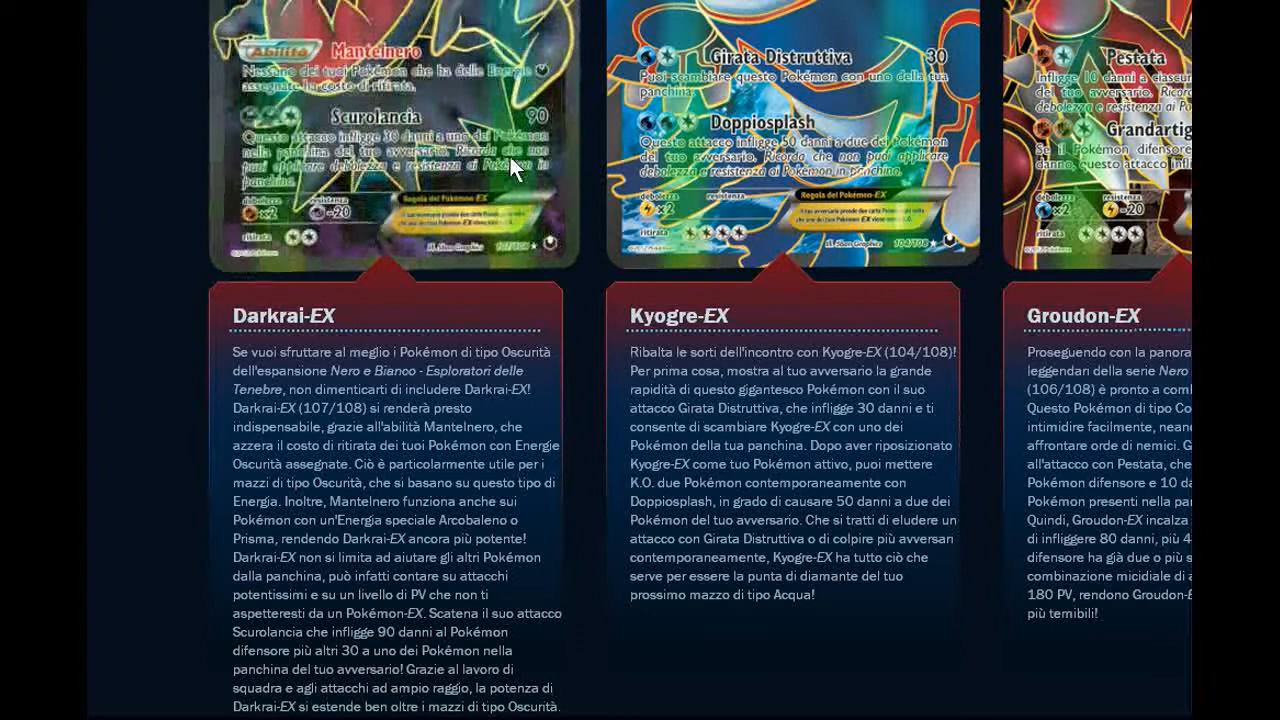 Abilità Mantelnero
Nessuno dei tuoi Pokémon che ha delle Energie
assegnate ha costo di ritirata.
Scurolancia 90
Questo attacco infligge 30 danni a uno dei Pokémon
nella panchina del tuo avversario. Ricorda che non
puoi applicare debolezza e resistenza ai Pokémon in
panchina.
debolezza resistenza
x2 -20
Regola dei Pokémon-EX
ritirata
ill. Shon Graphics 107/108
Girata Distruttiva 30
Puoi scambiare questo Pokémon con uno della tua
panchina.
Doppiosplash
Questo attacco infligge 50 danni a due dei Pokémon
del tuo avversario. Ricorda che non puoi applicare
debolezza e resistenza ai Pokémon in panchina.
debolezza resistenza
x2
Regola dei Pokémon-EX
ritirata
ill. Shon Graphics 104/108
Pestata
Infligge 10 danni a ciascun
del tuo avversario. Ricord
debolezza e resistenza ai Po
Grandartig
Se il Pokémon difensore
danno, questo attacco infli
debolezza resistenza
x2 -20
ritirata
Darkrai-EX
Se vuoi sfruttare al meglio i Pokémon di tipo Oscurità
dell'espansione Nero e Bianco - Esploratori delle
Tenebre, non dimenticarti di includere Darkrai-EX!
Darkrai-EX (107/108) si renderà presto
indispensabile, grazie all'abilità Mantelnero, che
azzera il costo di ritirata dei tuoi Pokémon con Energie
Oscurità assegnate. Ciò è particolarmente utile per i
mazzi di tipo Oscurità, che si basano su questo tipo di
Energia. Inoltre, Mantelnero funziona anche sui
Pokémon con un'Energia speciale Arcobaleno o
Prisma, rendendo Darkrai-EX ancora più potente!
Darkrai-EX non si limita ad aiutare gli altri Pokémon
dalla panchina, può infatti contare su attacchi
potentissimi e su un livello di PV che non ti
aspetteresti da un Pokémon-EX. Scatena il suo attacco
Scurolancia che infligge 90 danni al Pokémon
difensore più altri 30 a uno dei Pokémon nella
panchina del tuo avversario! Grazie al lavoro di
squadra e agli attacchi ad ampio raggio, la potenza di
Darkrai-EX si estende ben oltre i mazzi di tipo Oscurità.
Kyogre-EX
Ribalta le sorti dell'incontro con Kyogre-EX (104/108)!
Per prima cosa, mostra al tuo avversario la grande
rapidità di questo gigantesco Pokémon con il suo
attacco Girata Distruttiva, che infligge 30 danni e ti
consente di scambiare Kyogre-EX con uno dei
Pokémon della tua panchina. Dopo aver riposizionato
Kyogre-EX come tuo Pokémon attivo, puoi mettere
K.O. due Pokémon contemporaneamente con
Doppiosplash, in grado di causare 50 danni a due dei
Pokémon del tuo avversario. Che si tratti di eludere un
attacco con Girata Distruttiva o di colpire più avversari
contemporaneamente, Kyogre-EX ha tutto ciò che
serve per essere la punta di diamante del tuo
prossimo mazzo di tipo Acqua!
Groudon-EX
Proseguendo con la panora
leggendari della serie Nero
(106/108) è pronto a com
Questo Pokémon di tipo Co
intimidire facilmente, nean
affrontare orde di nemici. G
all'attacco con Pestata, che
Pokémon difensore e 10 da
Pokémon presenti nella pan
Quindi, Groudon-EX incalza
di infliggere 80 danni, più 4
difensore ha già due o più s
combinazione micidiale di a
180 PV, rendono Groudon-E
più temibili!